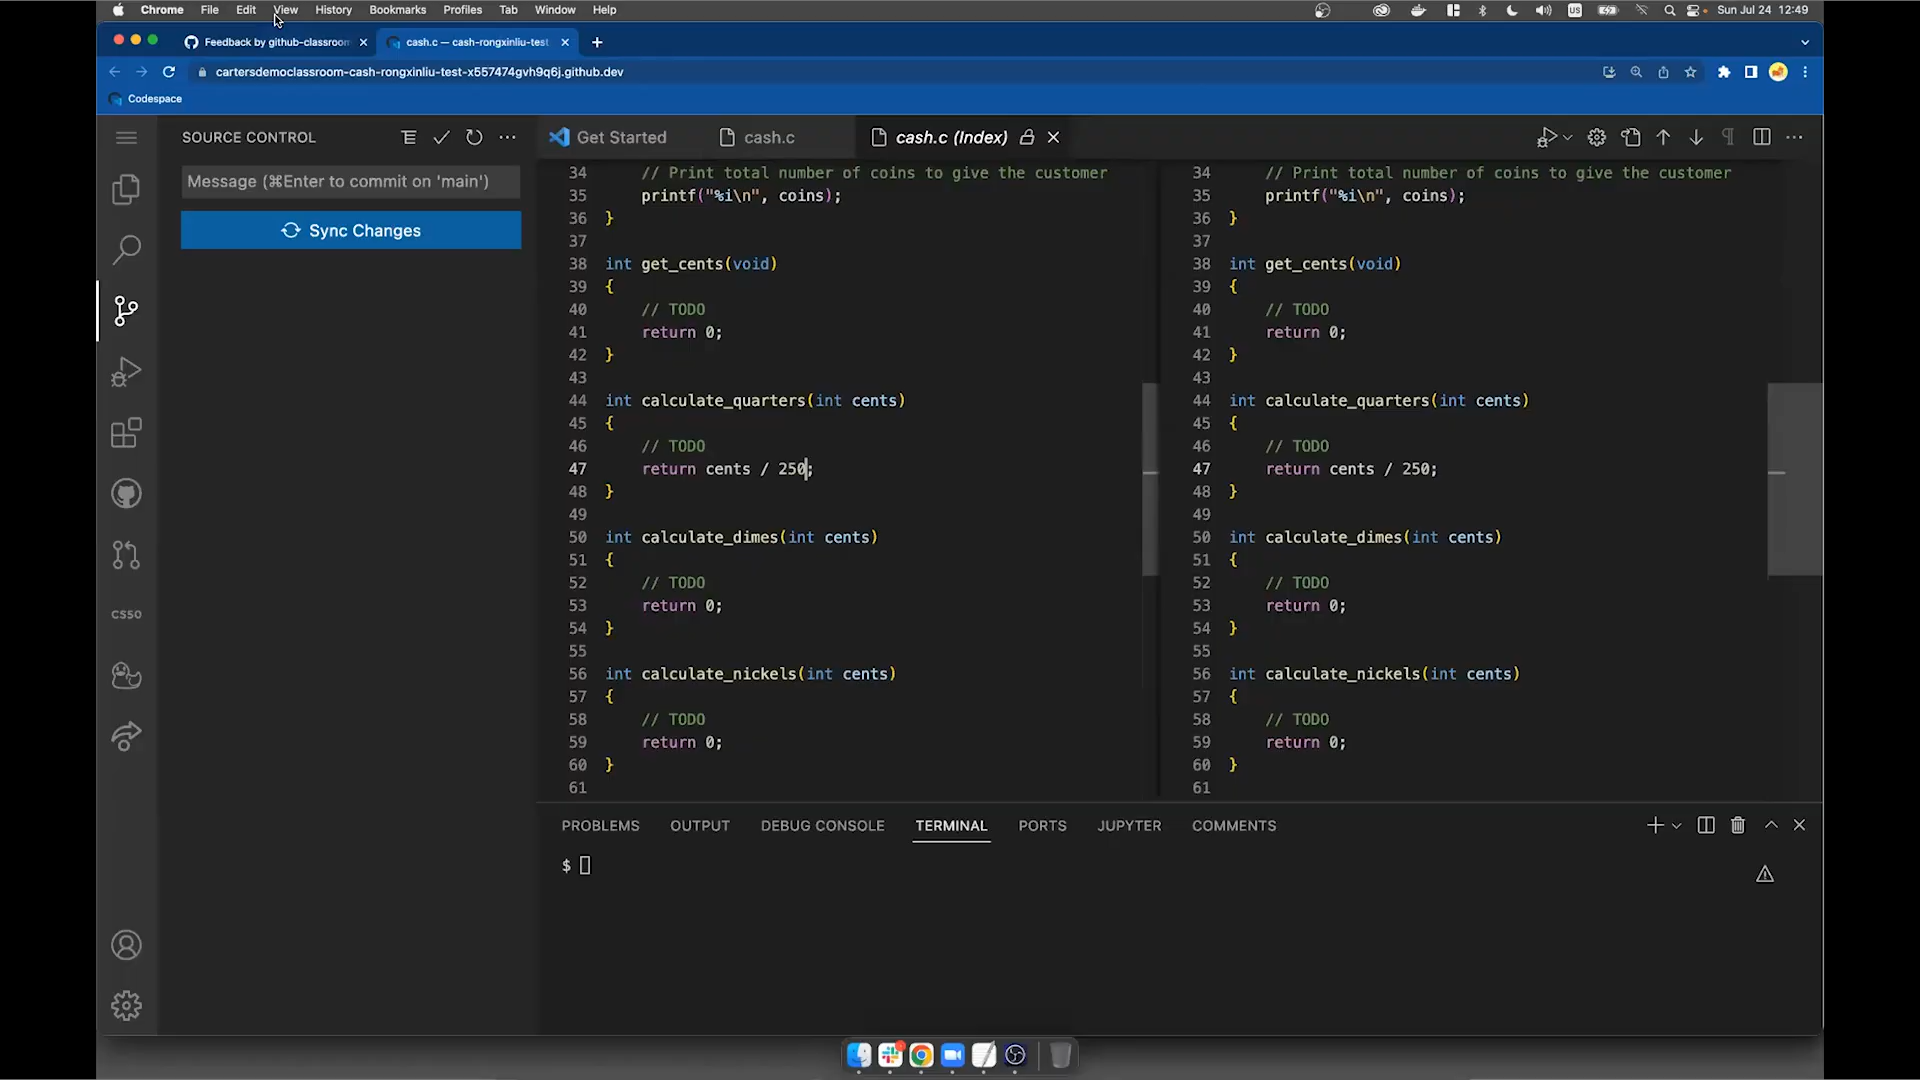 Chrome File Edit View History Bookmarks Profiles Tab Window Help US Sun Jul 24 12:49
Feedback by github-classroom cash.c — cash-rongxinliu-test
cartersdemoclassroom-cash-rongxinliu-test-x557474gvh9q6j.github.dev
Codespace
SOURCE CONTROL
Message (⌘Enter to commit on 'main')
Sync Changes
CS50
Get Started cash.c cash.c (Index)
34 // Print total number of coins to give the customer
35 printf("%i\n", coins);
36 }
37
38 int get_cents(void)
39 {
40 // TODO
41 return 0;
42 }
43
44 int calculate_quarters(int cents)
45 {
46 // TODO
47 return cents / 250;
48 }
49
50 int calculate_dimes(int cents)
51 {
52 // TODO
53 return 0;
54 }
55
56 int calculate_nickels(int cents)
57 {
58 // TODO
59 return 0;
60 }
61
34 // Print total number of coins to give the customer
35 printf("%i\n", coins);
36 }
37
38 int get_cents(void)
39 {
40 // TODO
41 return 0;
42 }
43
44 int calculate_quarters(int cents)
45 {
46 // TODO
47 return cents / 250;
48 }
49
50 int calculate_dimes(int cents)
51 {
52 // TODO
53 return 0;
54 }
55
56 int calculate_nickels(int cents)
57 {
58 // TODO
59 return 0;
60 }
61
PROBLEMS OUTPUT DEBUG CONSOLE TERMINAL PORTS JUPYTER COMMENTS
$